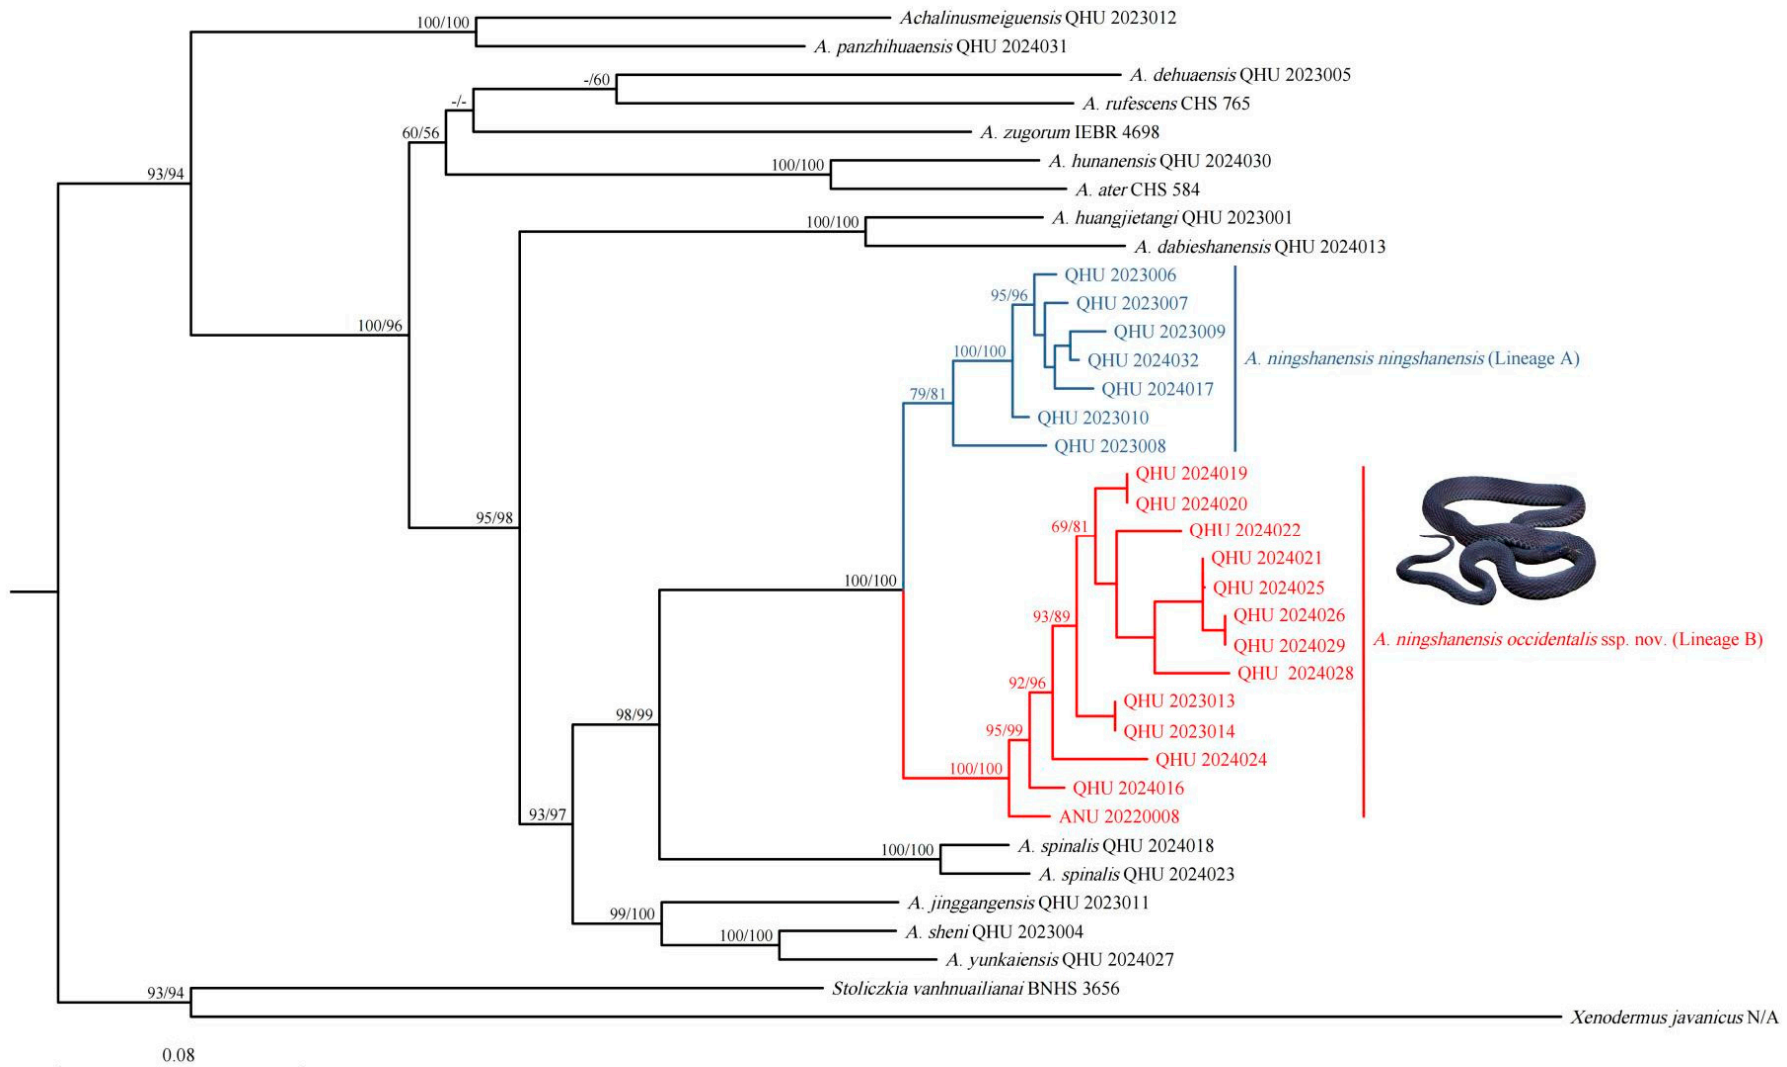 100/100
Achalinusmeiguensis QHU 2023012
A. panzhihuaensis QHU 2024031
-/60
A. dehuaensis QHU 2023005
A. rufescens CHS 765
-/-
A. zugorum IEBR 4698
60/56
100/100
A. hunanensis QHU 2024030
A. ater CHS 584
93/94
100/100
A. huangjietangi QHU 2023001
A. dabieshanensis QHU 2024013
100/96
QHU 2023006
95/96
QHU 2023007
QHU 2023009
100/100
QHU 2024032
A. ningshanensis ningshanensis (Lineage A)
QHU 2024017
79/81
QHU 2023010
QHU 2023008
QHU 2024019
QHU 2024020
95/98
69/81
QHU 2024022
QHU 2024021
100/100
QHU 2024025
93/89
QHU 2024026
QHU 2024029
A. ningshanensis occidentalis ssp. nov. (Lineage B)
QHU 2024028
92/96
QHU 2023013
98/99
95/99
QHU 2023014
QHU 2024024
100/100
QHU 2024016
ANU 20220008
93/97
100/100
A. spinalis QHU 2024018
A. spinalis QHU 2024023
99/100
A. jinggangensis QHU 2023011
100/100
A. sheni QHU 2023004
A. yunkaiensis QHU 2024027
93/94
Stoliczkia vanhnuailianai BNHS 3656
Xenodermus javanicus N/A
0.08